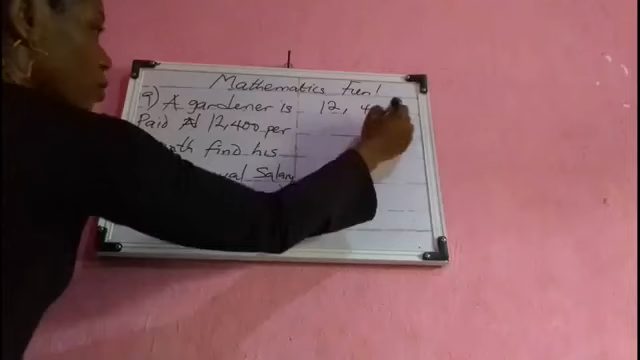 Mathematics Fun!
9) A gardener is
Paid ₦ 12,400 per
find his
Salary
12, 4